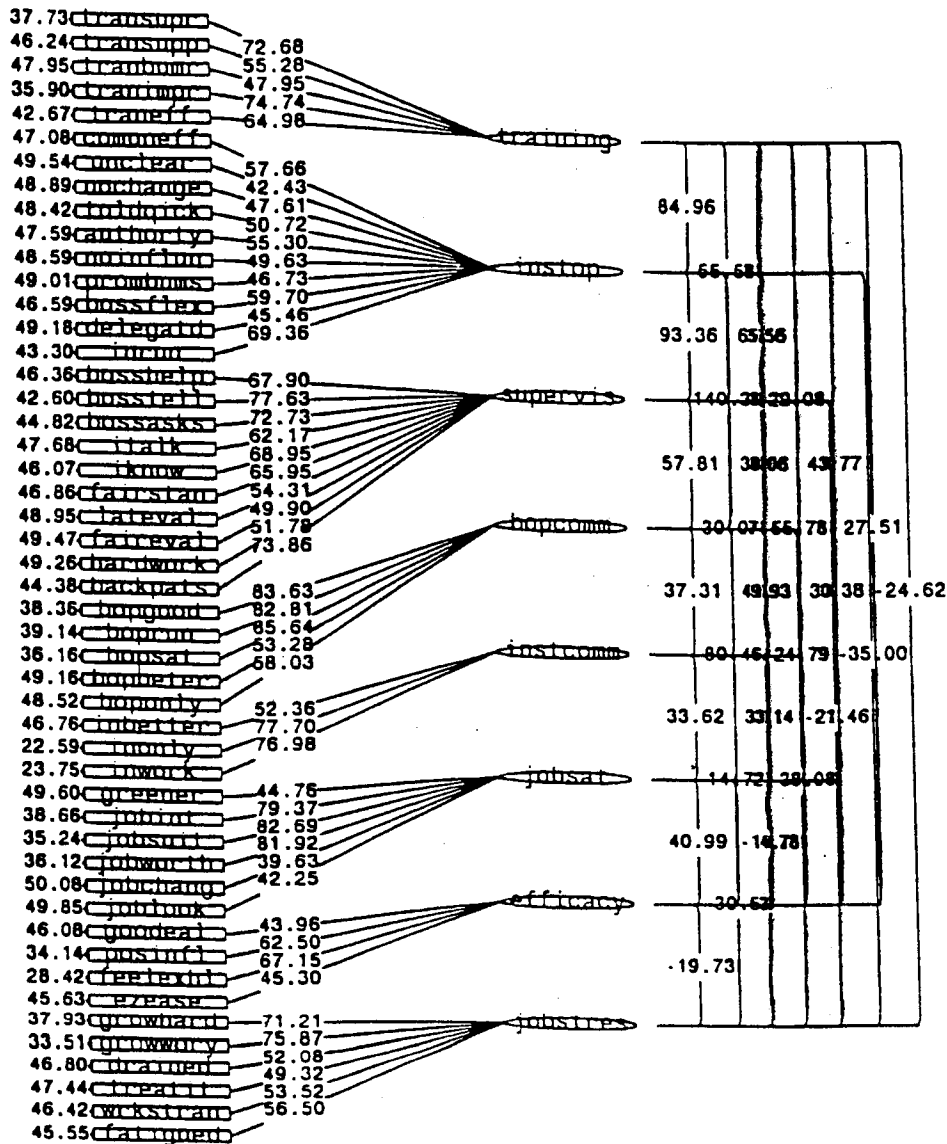 37.73 transupr
46.24 transupp 72.68
47.95 tranbomr 55.28
35.90 tranimpr 47.95
42.67 traneff 74.74
47.08 64.98
training
49.54 unclear 57.66
48.89 nochange 42.43
48.42 47.61 84.96
47.59 authorty 50.72
48.59 noinflun 55.30
49.01 49.63
46.59 bossflex 46.73
49.18 delegatd 59.70
43.30 45.46
69.36
instop
93.36
46.36 bosshelp 67.90
42.60 bosstell 77.63
44.82 bossasks 72.73
47.68 italk 62.17
46.07 iknow 68.95
46.86 fairstan 65.95
48.95 lateval 54.31
49.47 faireval 49.90
49.26 hardwork 51.78
44.38 backpats 73.86
supervis
57.81 27.51
38.36 hopgood 83.63
39.14 hoprun 82.81
36.16 hopsat 85.64
49.16 hopbeter 53.28
48.52 hoponly 58.03
hopcomm
37.31 -24.62
46.76 inbetter 52.36
22.59 inonly 77.70
23.75 inwork 76.98
instcomm
-35.00
33.62 -21.46
49.60 greener 44.76
38.66 jobint 79.37
35.24 jobsuit 82.69
36.12 jobworth 81.92
50.08 jobchang 39.63
49.85 joblook 42.25
jobsat
40.99
46.08 goodeal 43.96
34.14 posinfl 62.50
28.42 feelexhl 67.15
45.63 ezease 45.30
efficacy
-19.73
37.93 growhard 71.21
33.51 growwory 75.87
46.80 drained 52.08
47.44 treatit 49.32
46.42 wrkstran 53.52
45.55 fatigued 56.50
jobstres